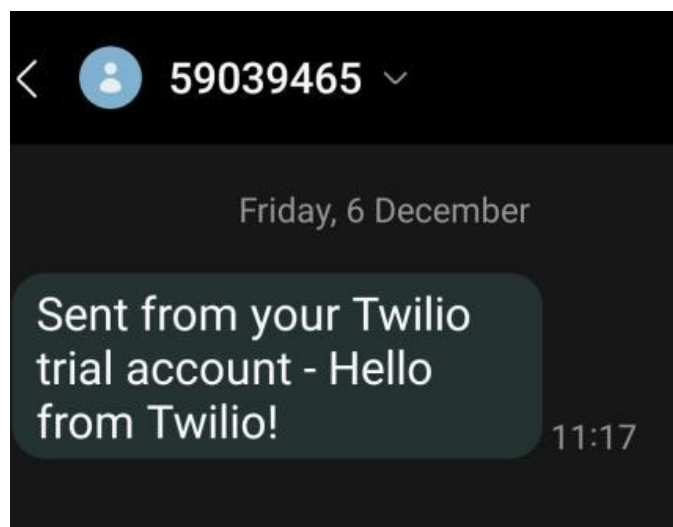 59039465
Friday, 6 December
Sent from your Twilio
trial account - Hello
from Twilio!
11:17